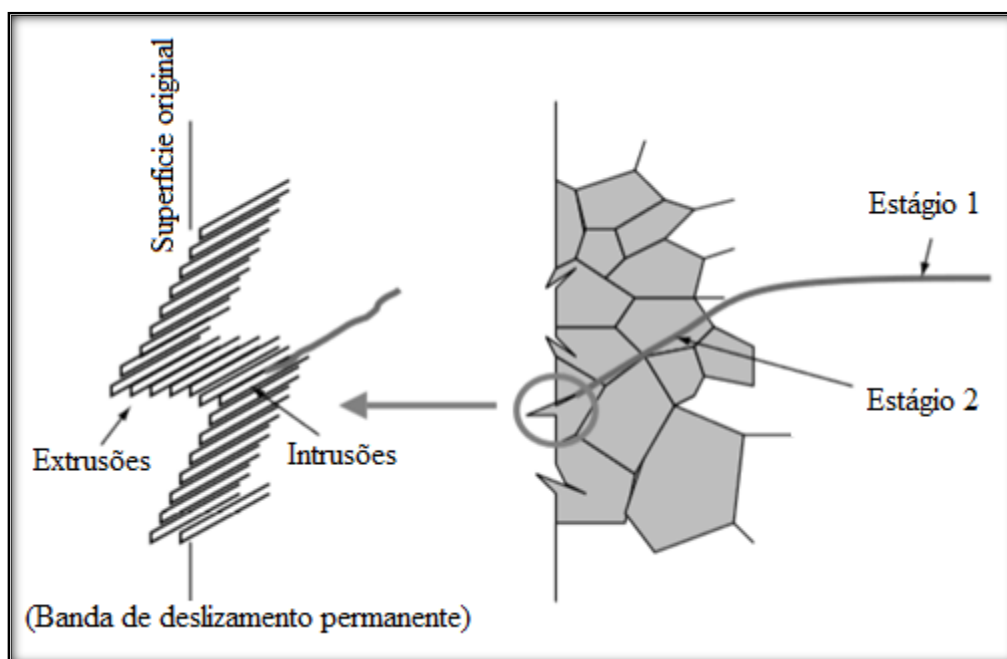 Superfície original
Estágio 1
Estágio 2
Extrusões
Intrusões
(Banda de deslizamento permanente)